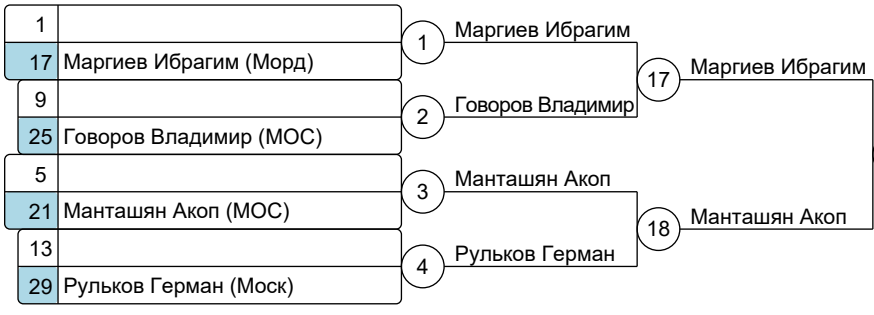 1
17 Маргиев Ибрагим (Морд)
1
Маргиев Ибрагим
9
25 Говоров Владимир (МОС)
2
Говоров Владимир
17
Маргиев Ибрагим
5
21 Манташян Акоп (МОС)
3
Манташян Акоп
13
29 Рульков Герман (Моск)
4
Рульков Герман
18
Манташян Акоп